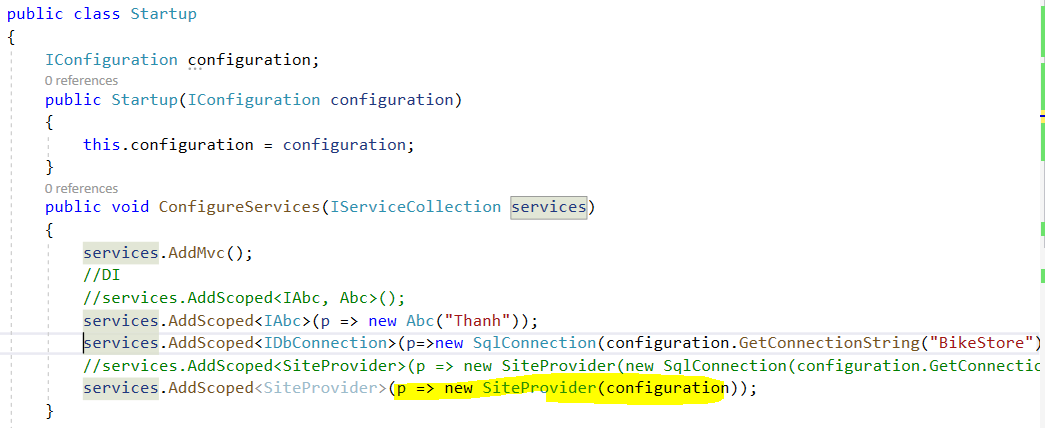 public class Startup
{
IConfiguration configuration;
0 references
public Startup(IConfiguration configuration)
{
this.configuration = configuration;
}
0 references
public void ConfigureServices(IServiceCollection services)
{
services.AddMvc();
//DI
//services.AddScoped<IAbc, Abc>();
services.AddScoped<IAbc>(p => new Abc("Thanh"));
services.AddScoped<IDbConnection>(p=>new SqlConnection(configuration.GetConnectionString("BikeStore")
//services.AddScoped<SiteProvider>(p => new SiteProvider(new SqlConnection(configuration.GetConnectio
services.AddScoped<SiteProvider>(p => new SiteProvider(configuration));
}